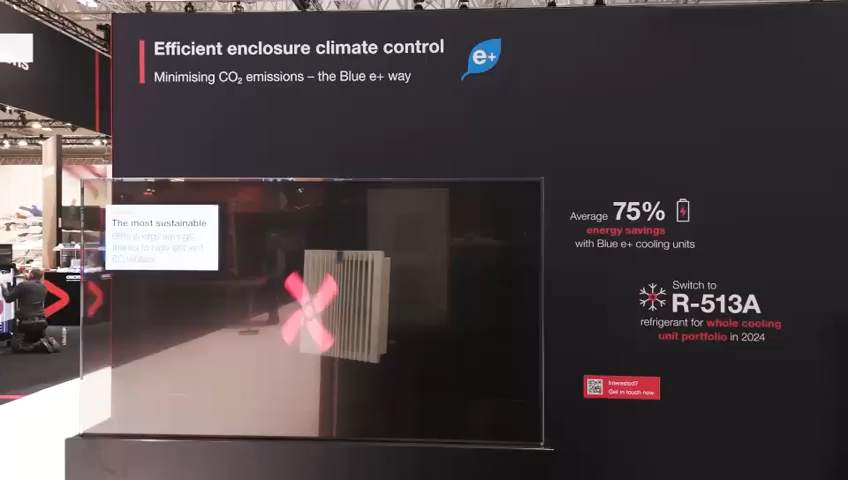 Efficient enclosure climate control
Minimising CO₂ emissions – the Blue e+ way
e+
The most sustainable
Average 75%
energy savings
with Blue e+ cooling units
Switch to
R-513A
refrigerant for whole cooling
unit portfolio in 2024
Interested?
Get in touch now